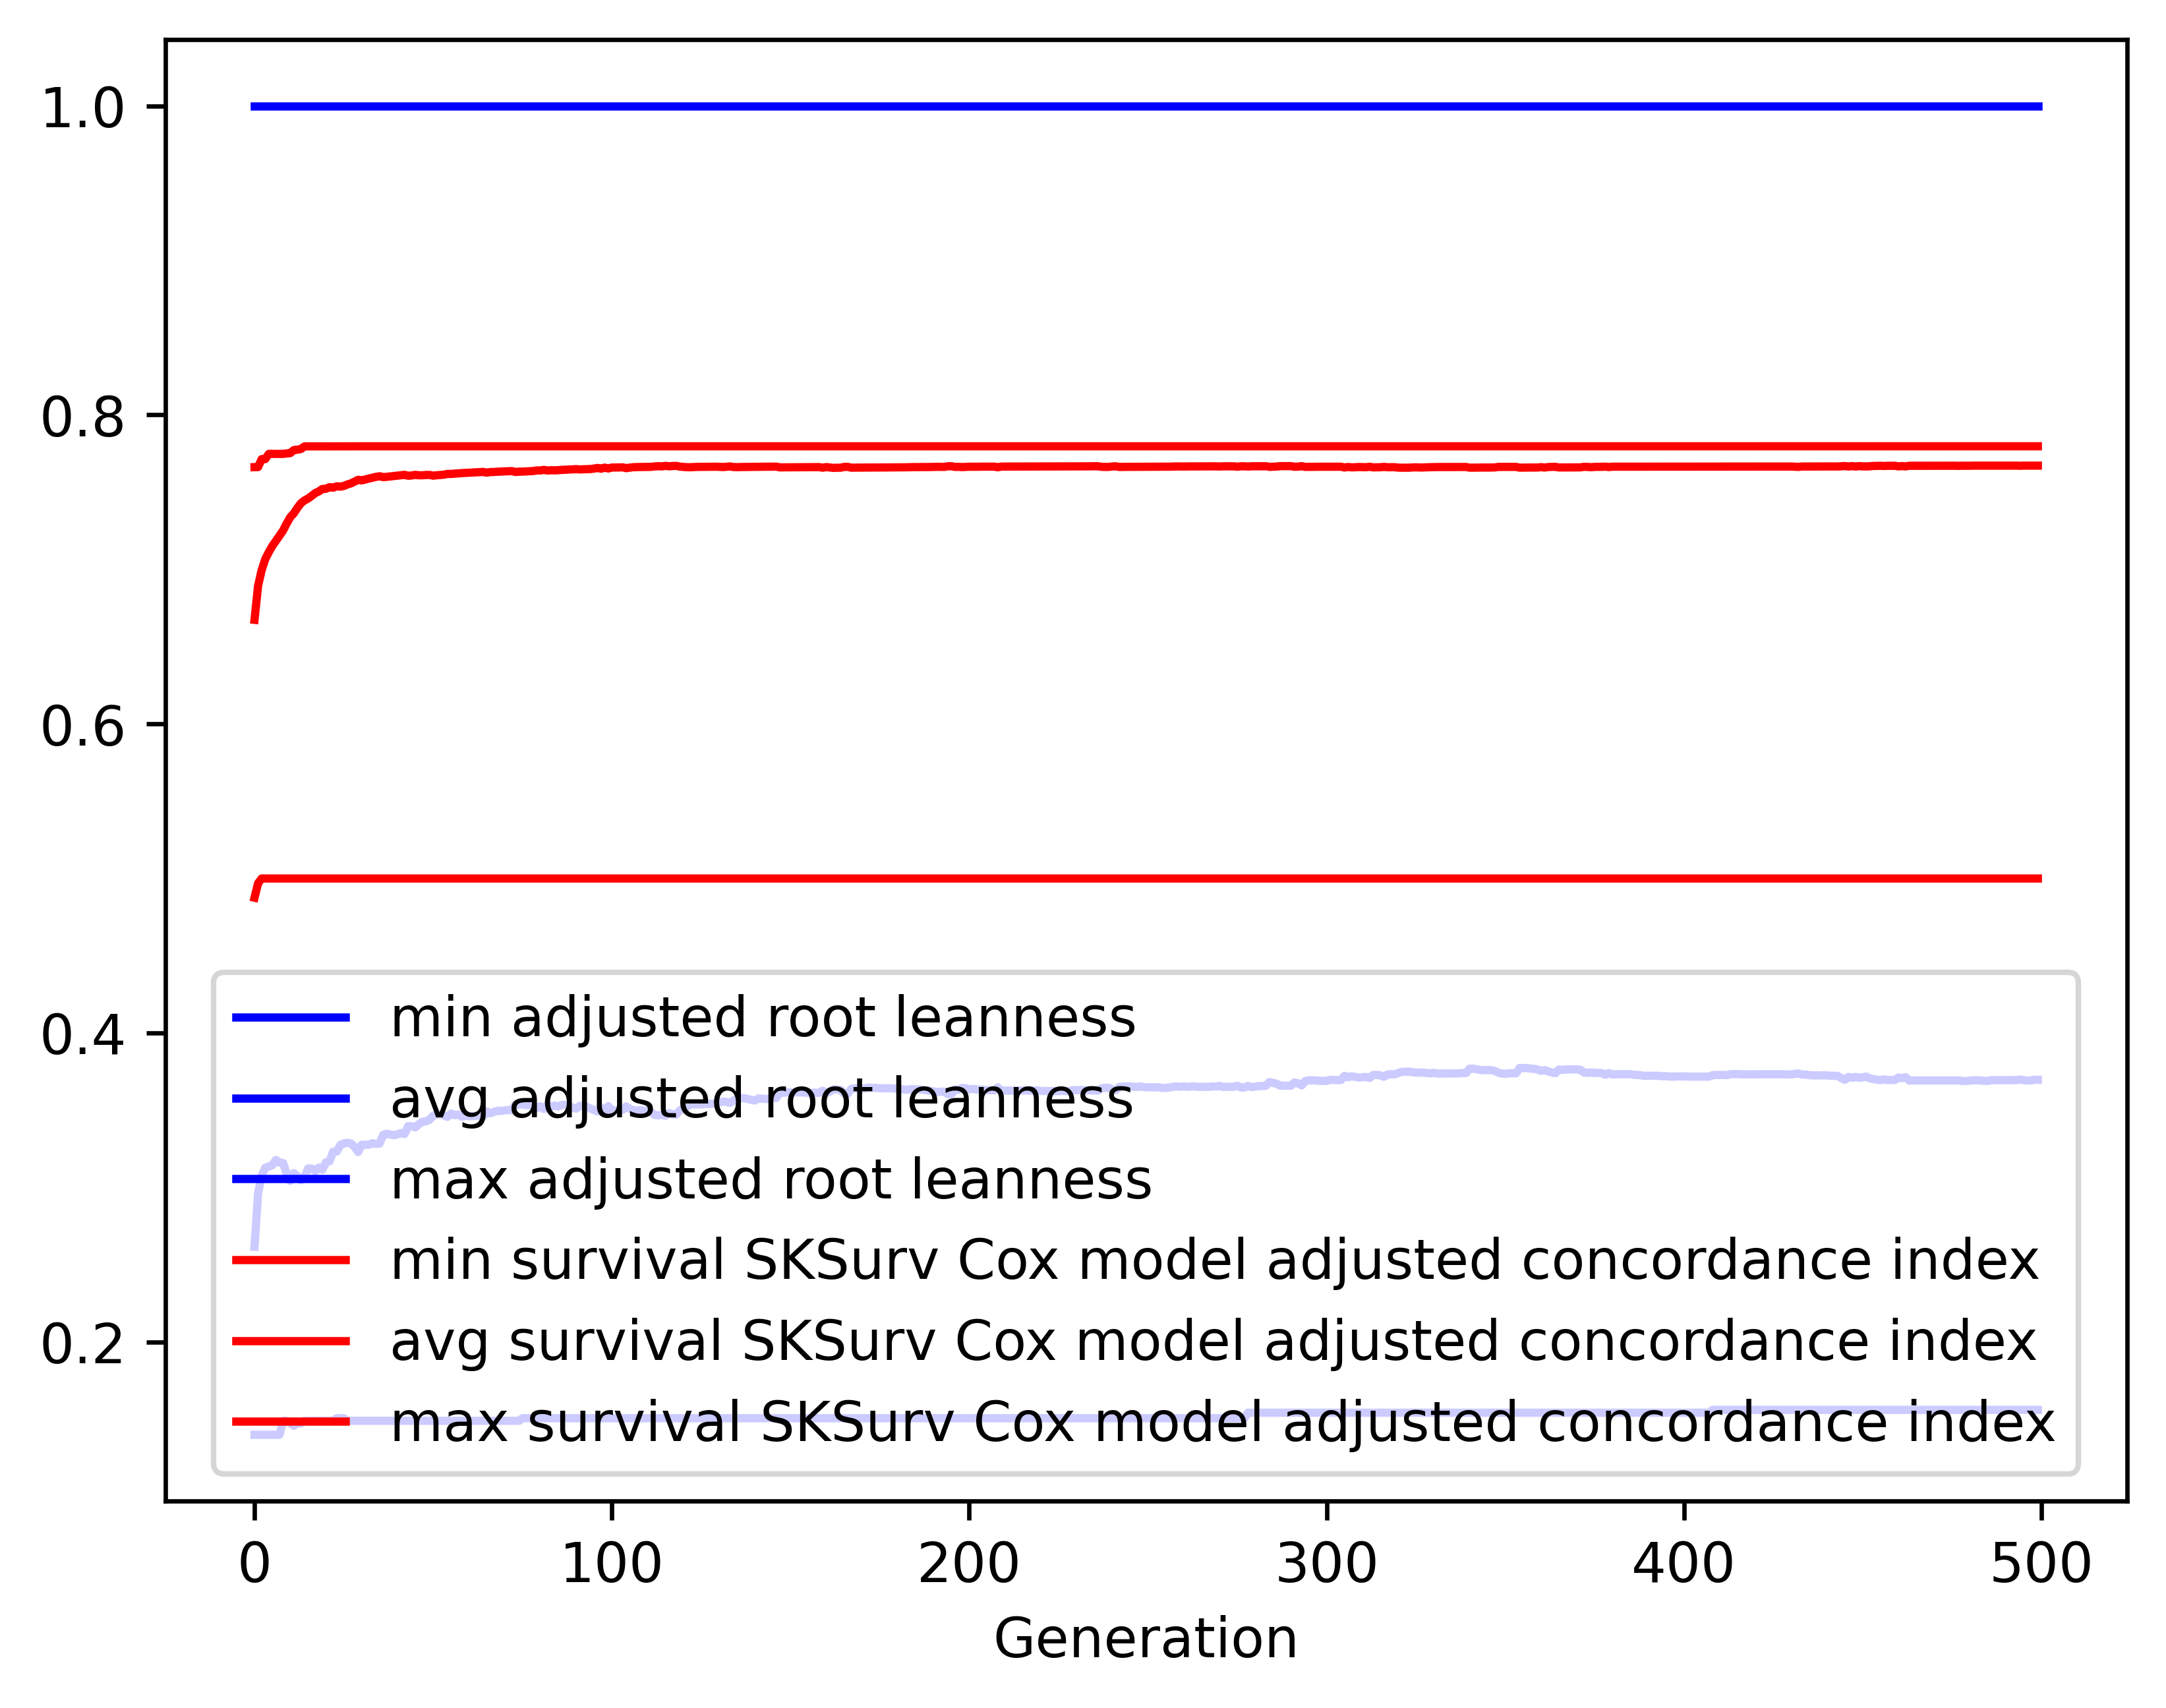 1.0
0.8
0.6
0.4
0.2
min adjusted root leanness
avg adjusted root leanness
max adjusted root leanness
min survival SKSurv Cox model adjusted concordance index
avg survival SKSurv Cox model adjusted concordance index
max survival SKSurv Cox model adjusted concordance index
0 100 200 300 400 500
Generation